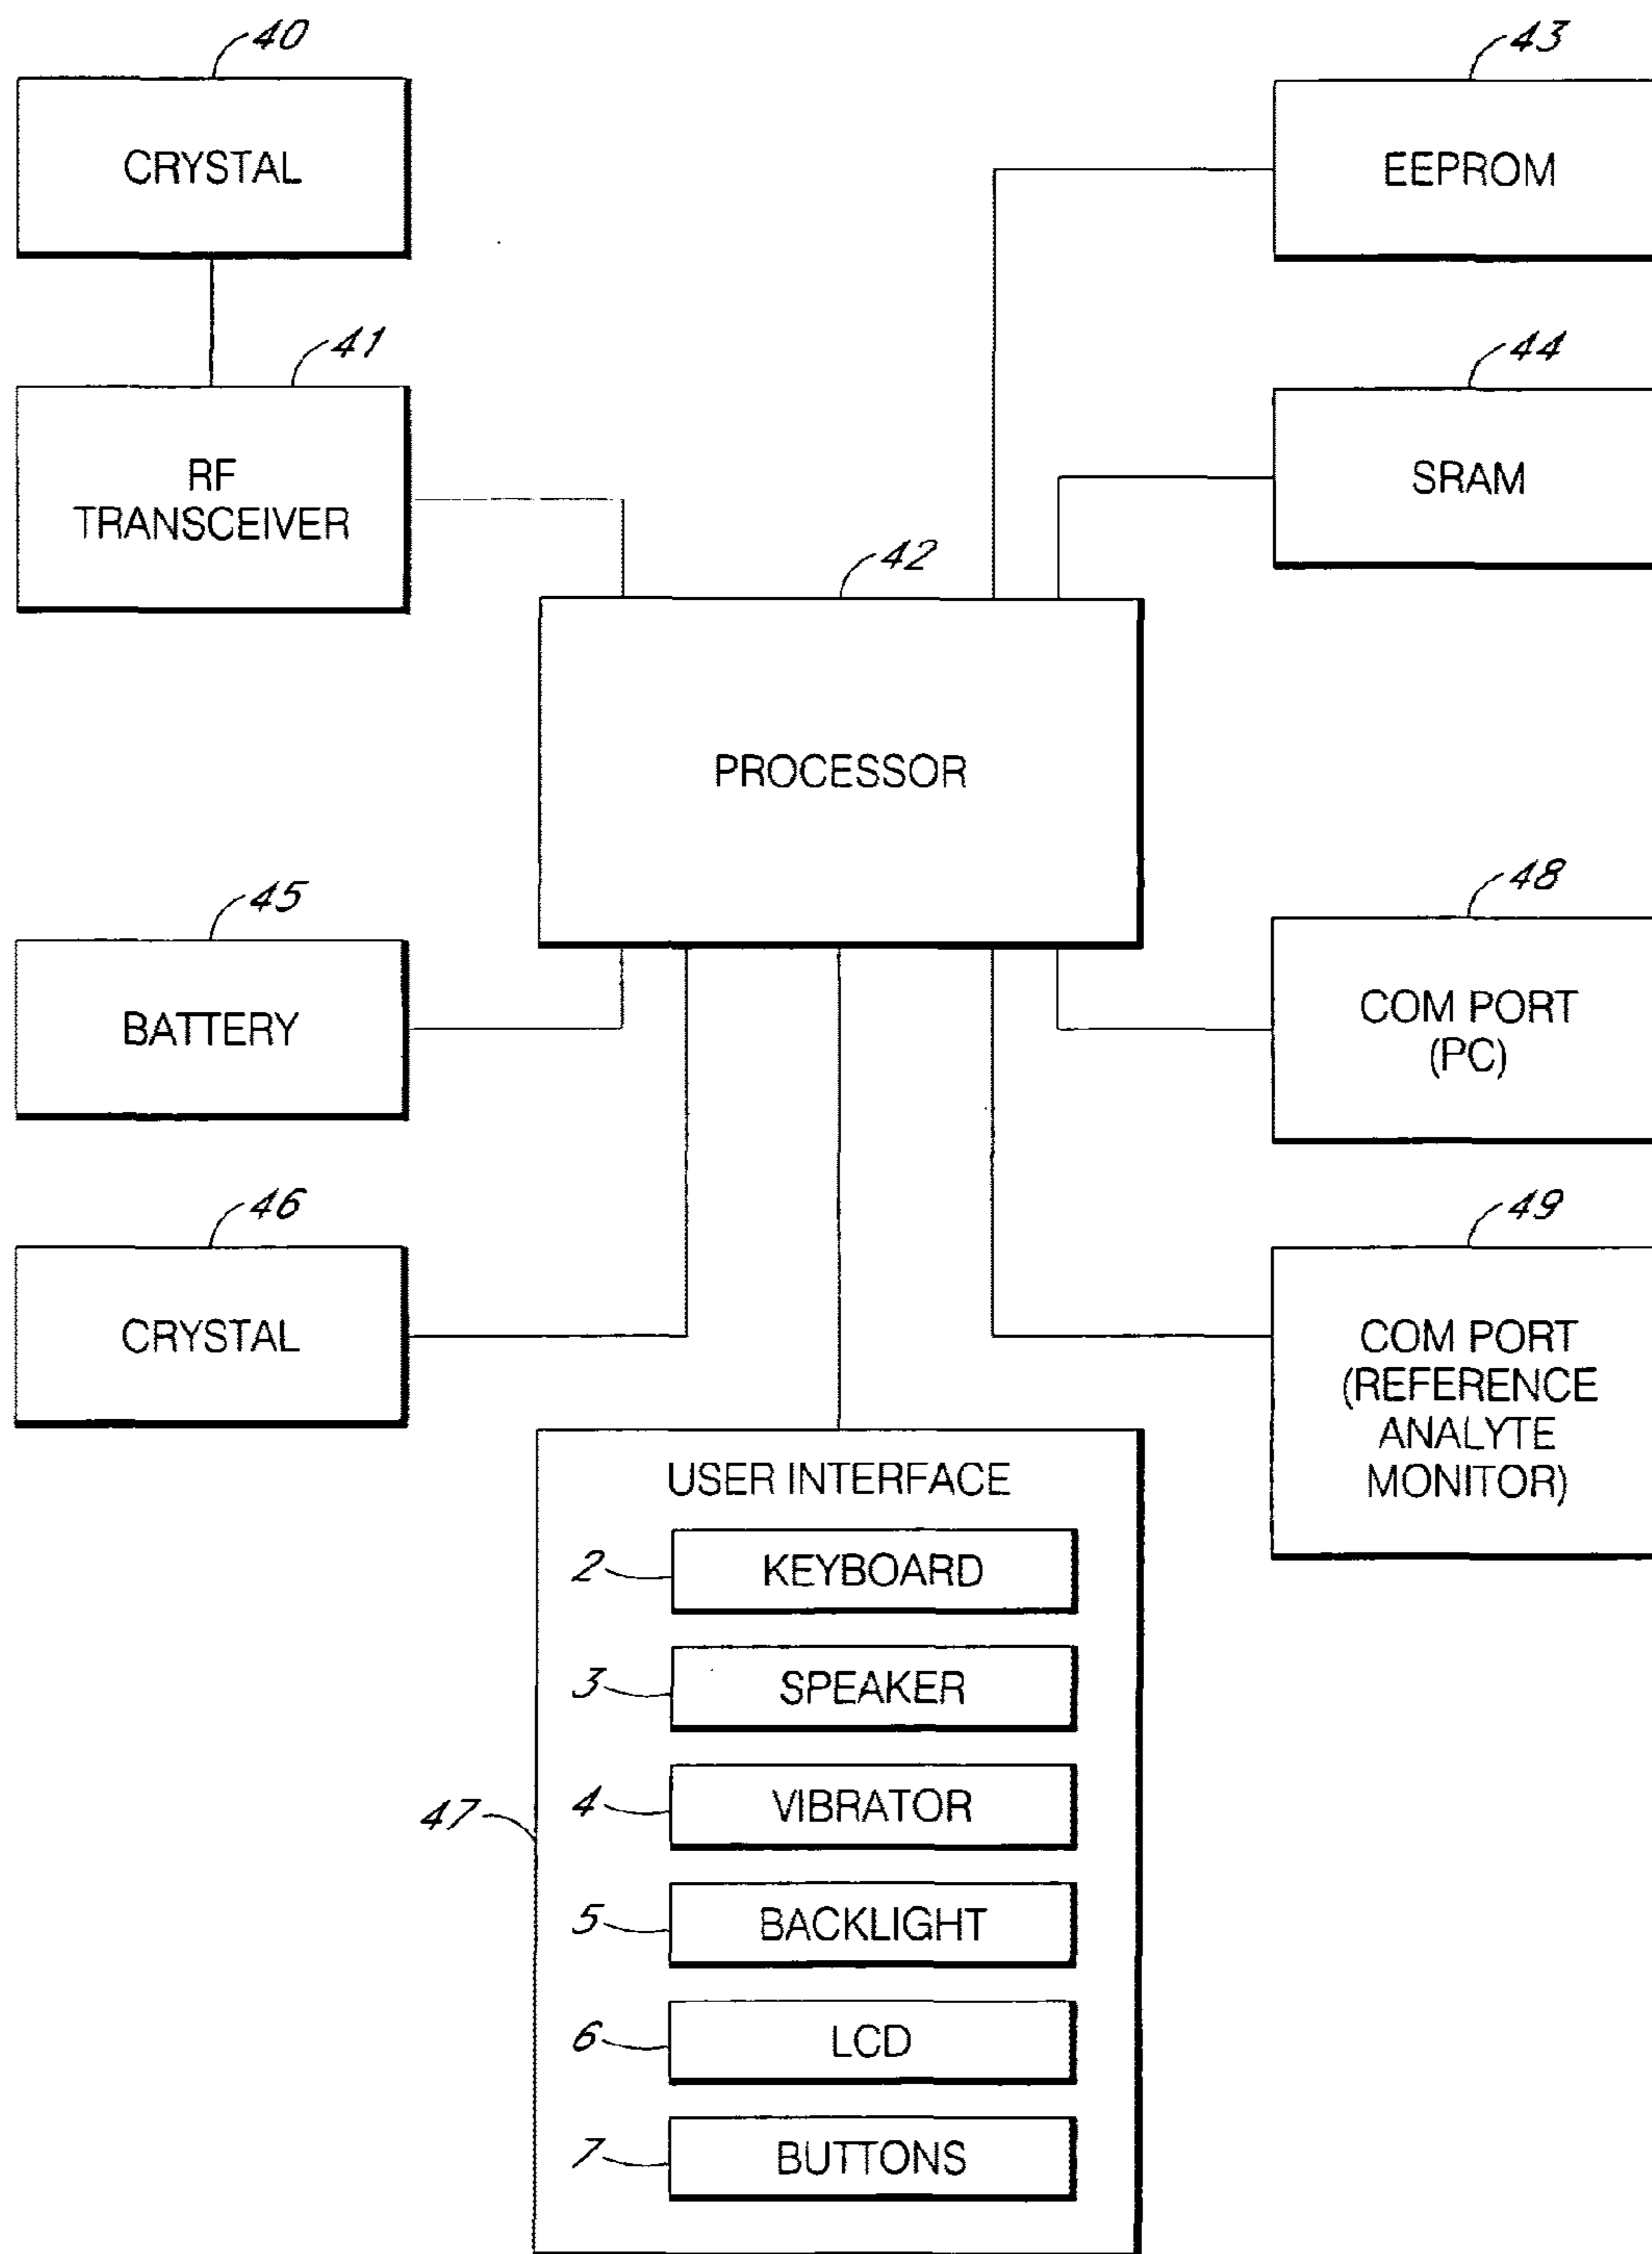 40
CRYSTAL
43
EEPROM
41
RF
TRANSCEIVER
44
SRAM
42
PROCESSOR
45
BATTERY
48
COM PORT
(PC)
46
CRYSTAL
49
COM PORT
(REFERENCE
ANALYTE
MONITOR)
47
USER INTERFACE
2
KEYBOARD
3
SPEAKER
4
VIBRATOR
5
BACKLIGHT
6
LCD
7
BUTTONS